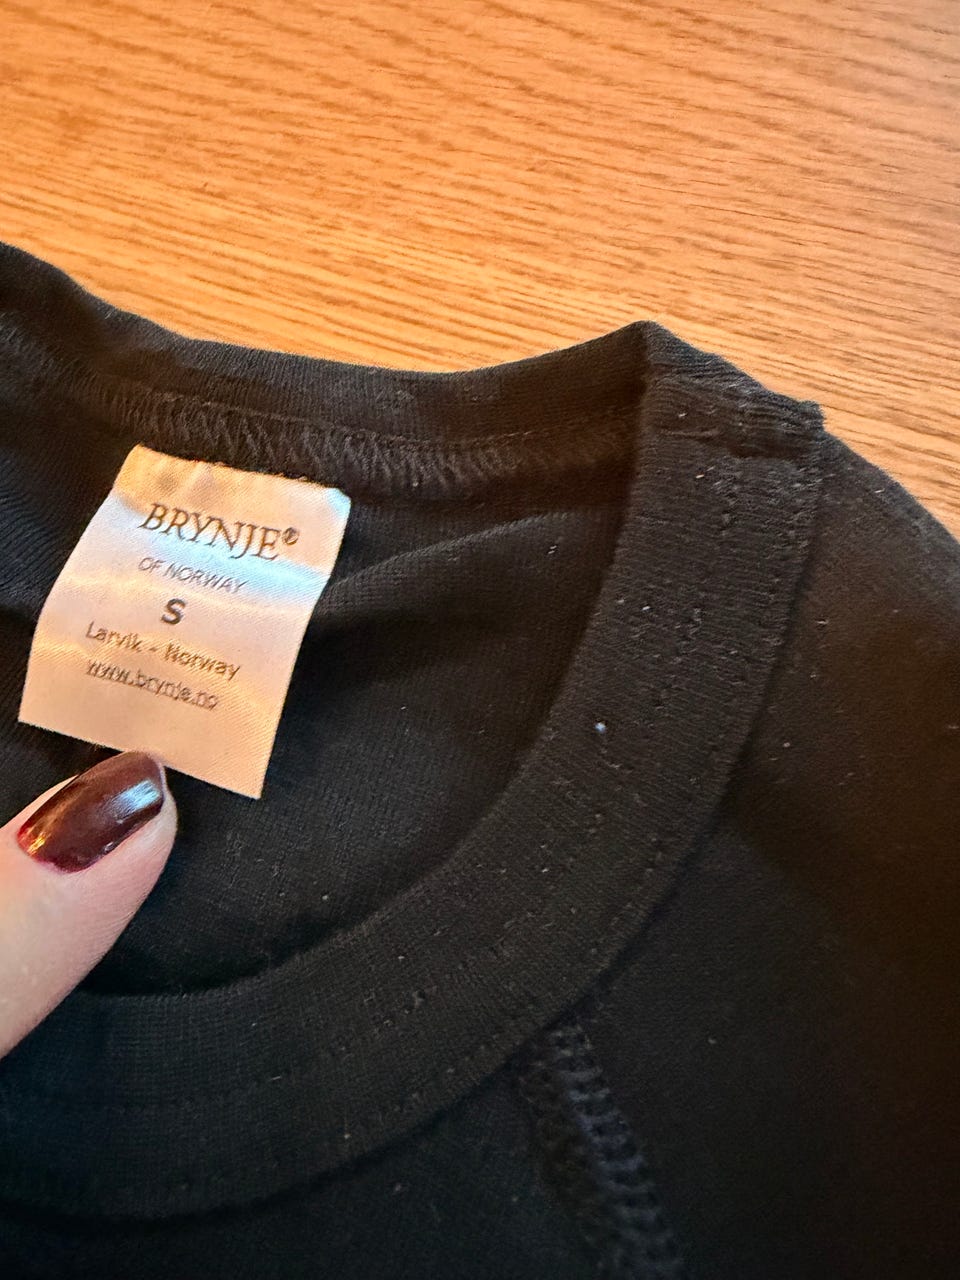 BRYNJE®
OF NORWAY
S
Larvik - Norway
www.brynje.no